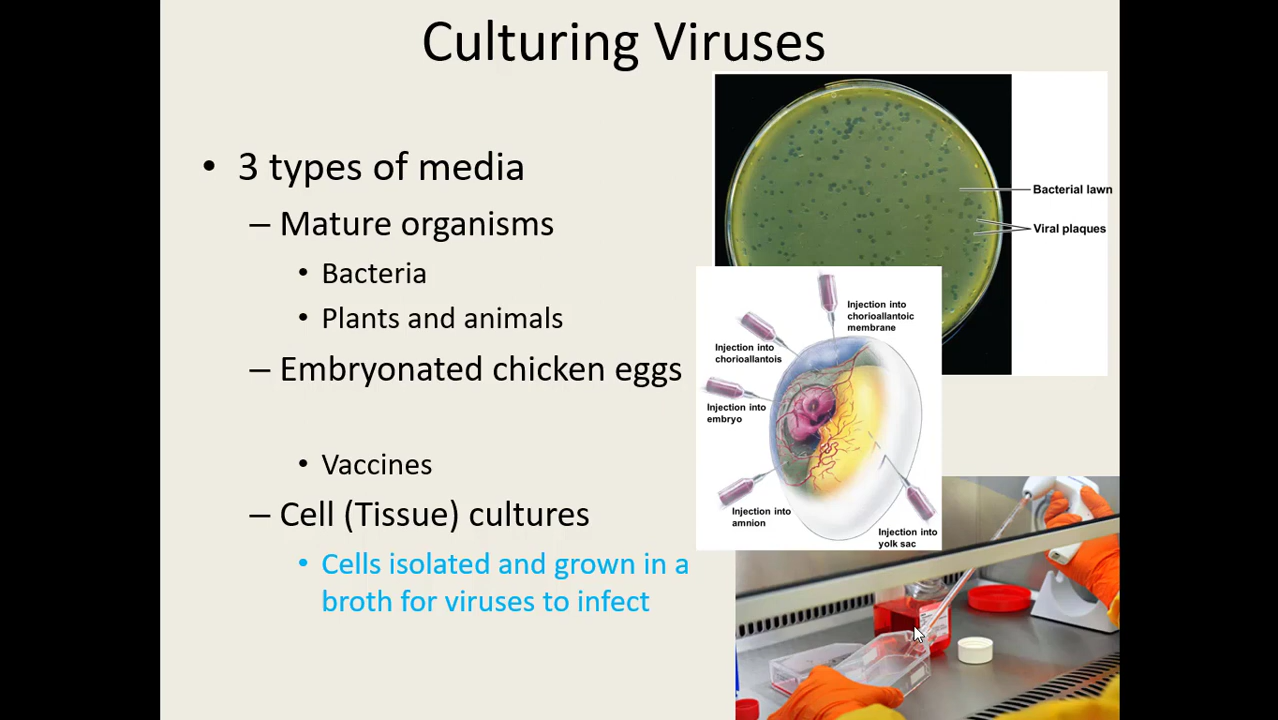 Culturing Viruses
• 3 types of media
– Mature organisms
• Bacteria
• Plants and animals
– Embryonated chicken eggs
• Vaccines
– Cell (Tissue) cultures
• Cells isolated and grown in a
broth for viruses to infect
Bacterial lawn
Viral plaques
Injection into
chorioallantoic
membrane
Injection into
chorioallantois
Injection into
embryo
Injection into
amnion
Injection into
yolk sac